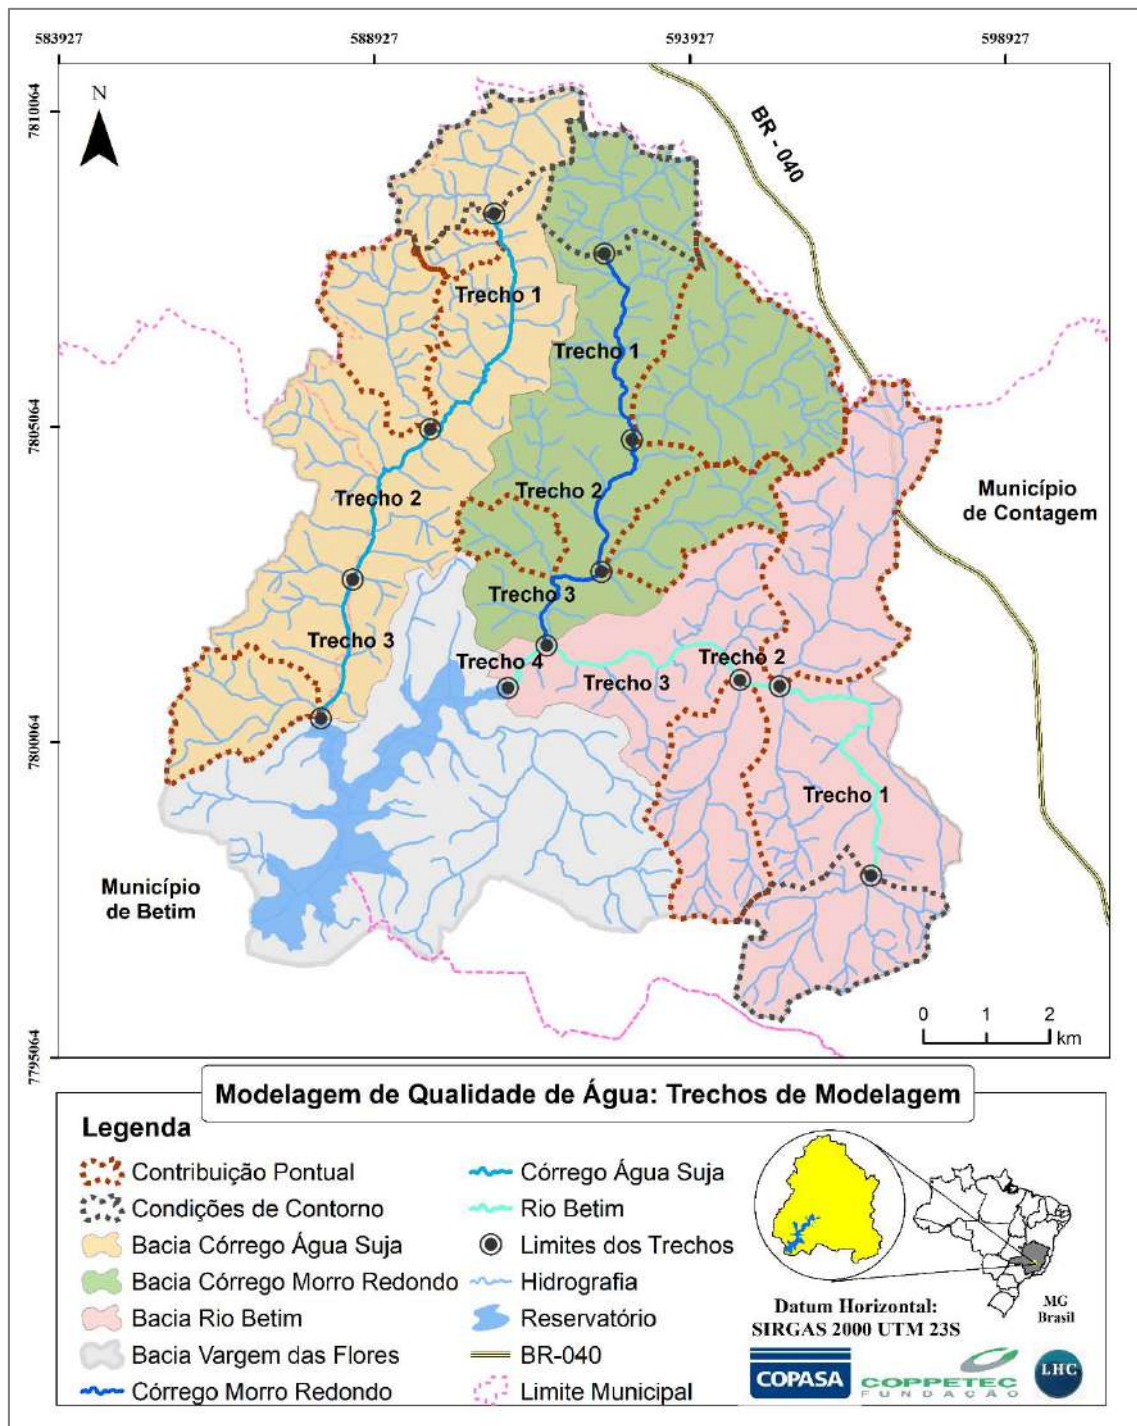 583927
588927
593927
598927
N
7810064
BR - 040
Trecho 1
Trecho 1
7805064
Trecho 2
Trecho 2
Município
de Contagem
Trecho 3
Trecho 3
Trecho 4
Trecho 2
Trecho 3
7800064
Trecho 1
Município
de Betim
0 1 2
km
7795064
Modelagem de Qualidade de Água: Trechos de Modelagem
Legenda
Contribuição Pontual
Condições de Contorno
Bacia Córrego Água Suja
Bacia Córrego Morro Redondo
Bacia Rio Betim
Bacia Vargem das Flores
Córrego Morro Redondo
Córrego Água Suja
Rio Betim
Limites dos Trechos
Hidrografia
Reservatório
BR-040
Limite Municipal
MG
Brasil
Datum Horizontal:
SIRGAS 2000 UTM 23S
COPASA
COPPETEC
FUNDAÇÃO
LHC